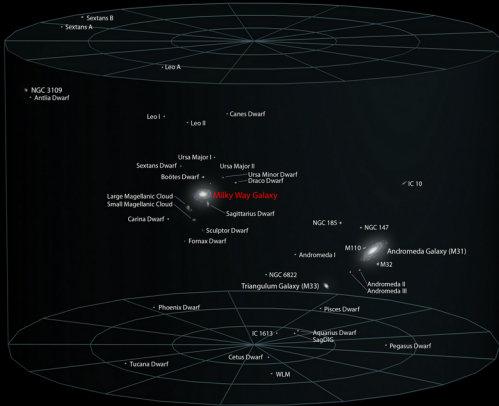 Sextans B
Sextans A
Leo A
NGC 3109
Antlia Dwarf
Leo I
Canes Dwarf
Leo II
Ursa Major I
Ursa Major II
Sextans Dwarf
Ursa Minor Dwarf
Boötes Dwarf
Draco Dwarf
IC 10
Milky Way Galaxy
Large Magellanic Cloud
Small Magellanic Cloud
Sagittarius Dwarf
Carina Dwarf
NGC 185
NGC 147
Sculptor Dwarf
Fornax Dwarf
M110
Andromeda Galaxy (M31)
Andromeda I
M32
NGC 6822
Andromeda II
Triangulum Galaxy (M33)
Andromeda III
Phoenix Dwarf
Pisces Dwarf
IC 1613
Aquarius Dwarf
SagDIG
Pegasus Dwarf
Cetus Dwarf
Tucana Dwarf
WLM